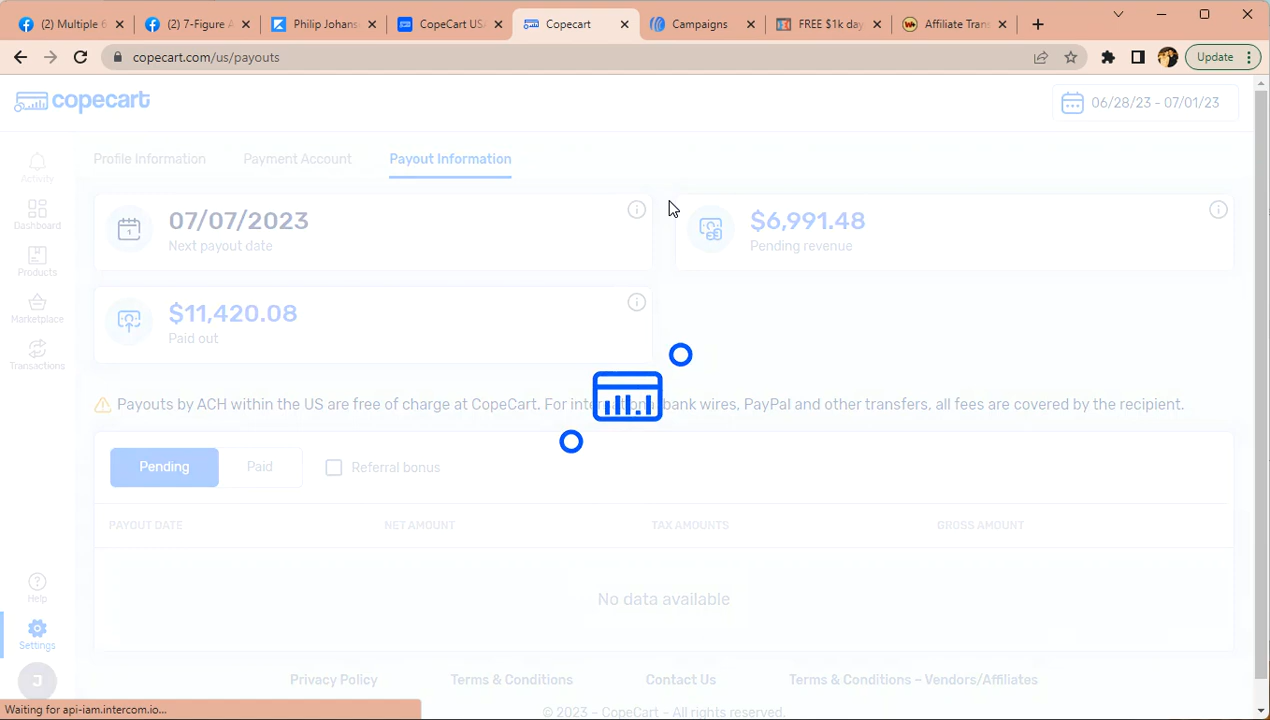 (2) Multiple 6
(2) 7-Figure A
Philip Johans
CopeCart US
Copecart
Campaigns
FREE $1k day
Affiliate Tran
copecart.com/us/payouts
Update
copecart
06/28/23 - 07/01/23
Activity
Dashboard
Products
Marketplace
Transactions
Help
Settings
J
Profile Information
Payment Account
Payout Information
07/07/2023
Next payout date
$6,991.48
Pending revenue
$11,420.08
Paid out
Payouts by ACH within the US are free of charge at CopeCart. For international bank wires, PayPal and other transfers, all fees are covered by the recipient.
Pending
Paid
Referral bonus
PAYOUT DATE
NET AMOUNT
TAX AMOUNTS
GROSS AMOUNT
No data available
Privacy Policy
Terms & Conditions
Contact Us
Terms & Conditions – Vendors/Affiliates
© 2023 - CopeCart - All rights reserved.
Waiting for api-iam.intercom.io...